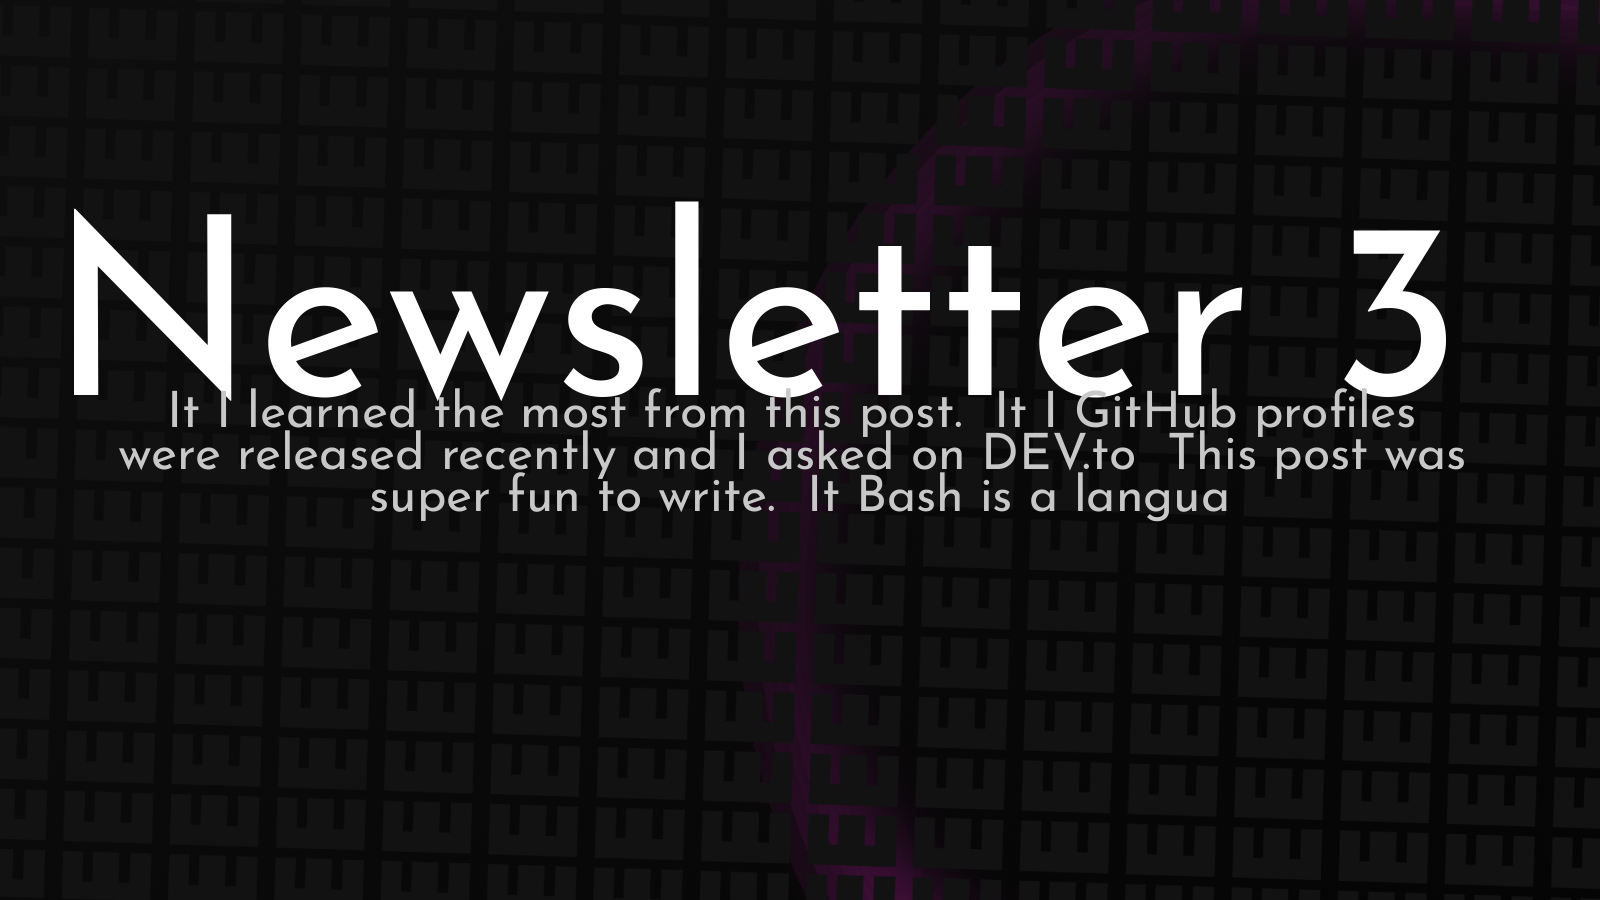 Newsletter 3
It I learned the most from this post.  It I GitHub profiles
were released recently and I asked on DEV.to  This post was
super fun to write.  It Bash is a langua